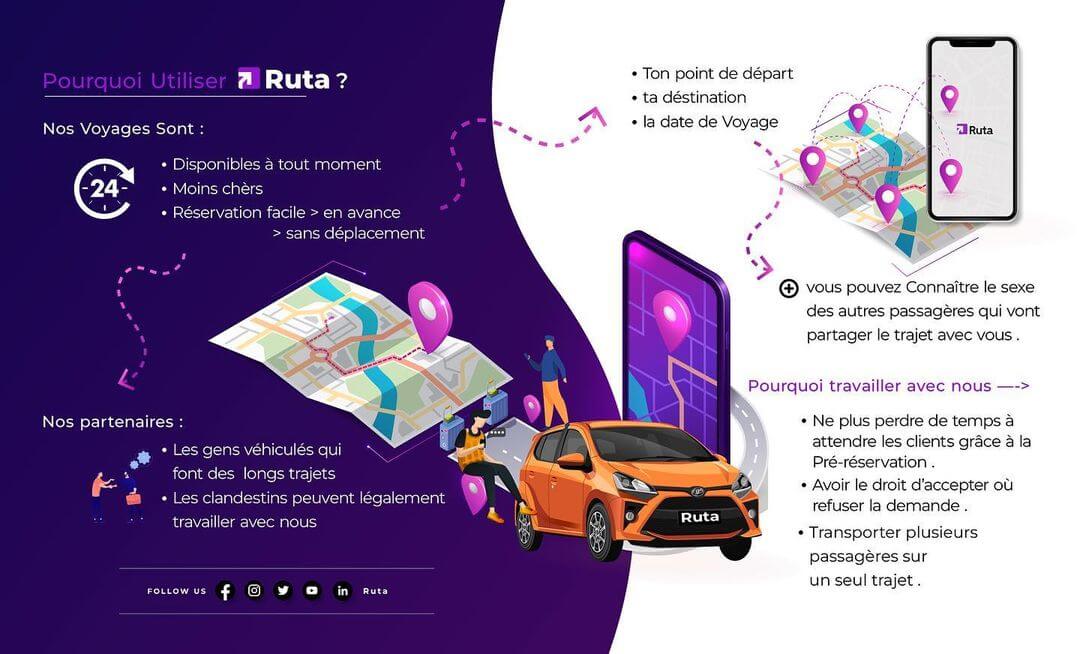 Pourquoi Utiliser Ruta ?
Nos Voyages Sont :
24
• Disponibles à tout moment
• Moins chèrs
• Réservation facile > en avance
> sans déplacement
Nos partenaires :
• Les gens véhiculés qui
font des longs trajets
• Les clandestins peuvent légalement
travailler avec nous
FOLLOW US f in Ruta
• Ton point de départ
• ta déstination
• la date de Voyage
Ruta
vous pouvez Connaître le sexe
des autres passagères qui vont
partager le trajet avec vous .
Pourquoi travailler avec nous —->
• Ne plus perdre de temps à
attendre les clients grâce à la
Pré-réservation .
• Avoir le droit d'accepter où
refuser la demande .
• Transporter plusieurs
passagères sur
un seul trajet .
Ruta